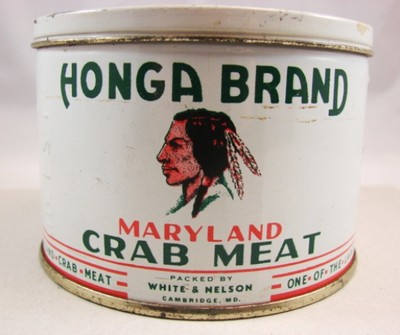 HONGA BRAND
MARYLAND
CRAB MEAT
CRAB-MEAT
PACKED BY
WHITE & NELSON
CAMBRIDGE, MD.
ONE-OF-THE